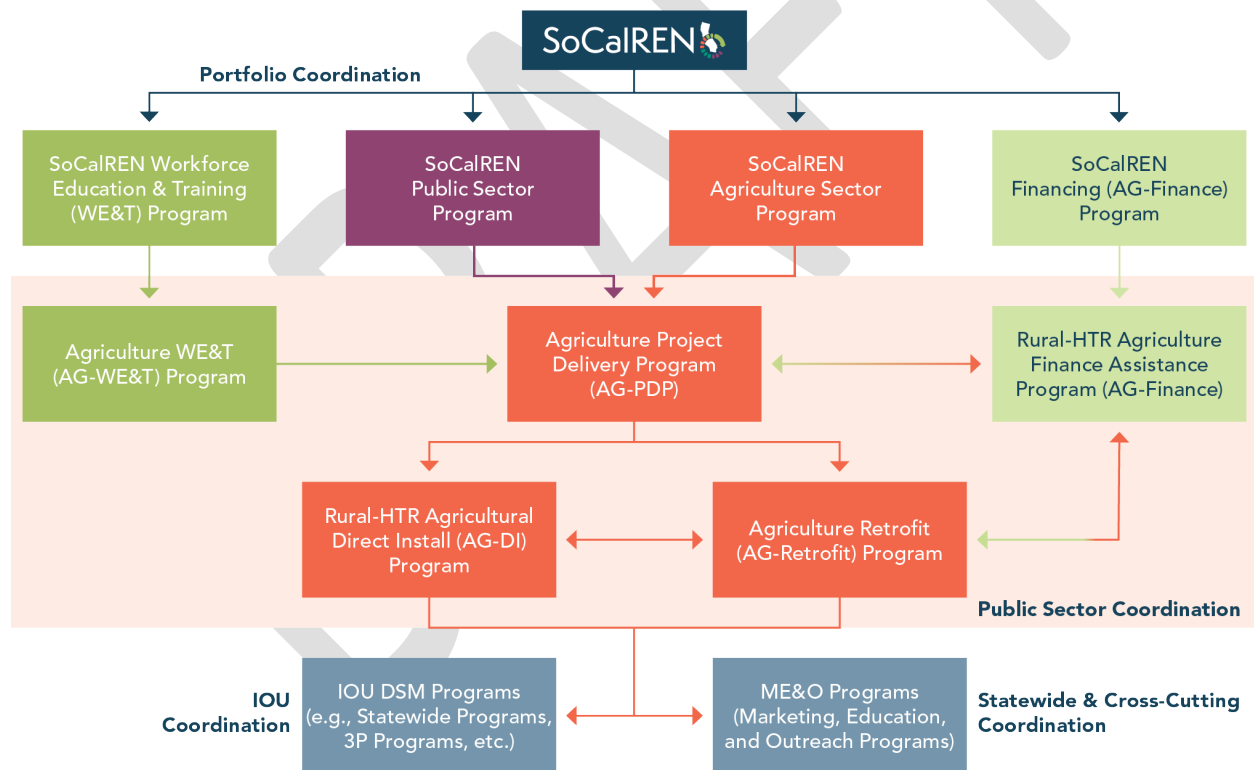 SoCalREN
Portfolio Coordination
SoCalREN Workforce
Education & Training
(WE&T) Program
SoCalREN
Public Sector
Program
SoCalREN
Agriculture Sector
Program
SoCalREN
Financing (AG-Finance)
Program
Agriculture WE&T
(AG-WE&T) Program
Agriculture Project
Delivery Program
(AG-PDP)
Rural-HTR Agriculture
Finance Assistance
Program (AG-Finance)
Rural-HTR Agricultural
Direct Install (AG-DI)
Program
Agriculture Retrofit
(AG-Retrofit) Program
Public Sector Coordination
IOU
Coordination
IOU DSM Programs
(e.g., Statewide Programs,
3P Programs, etc.)
ME&O Programs
(Marketing, Education,
and Outreach Programs)
Statewide & Cross-Cutting
Coordination